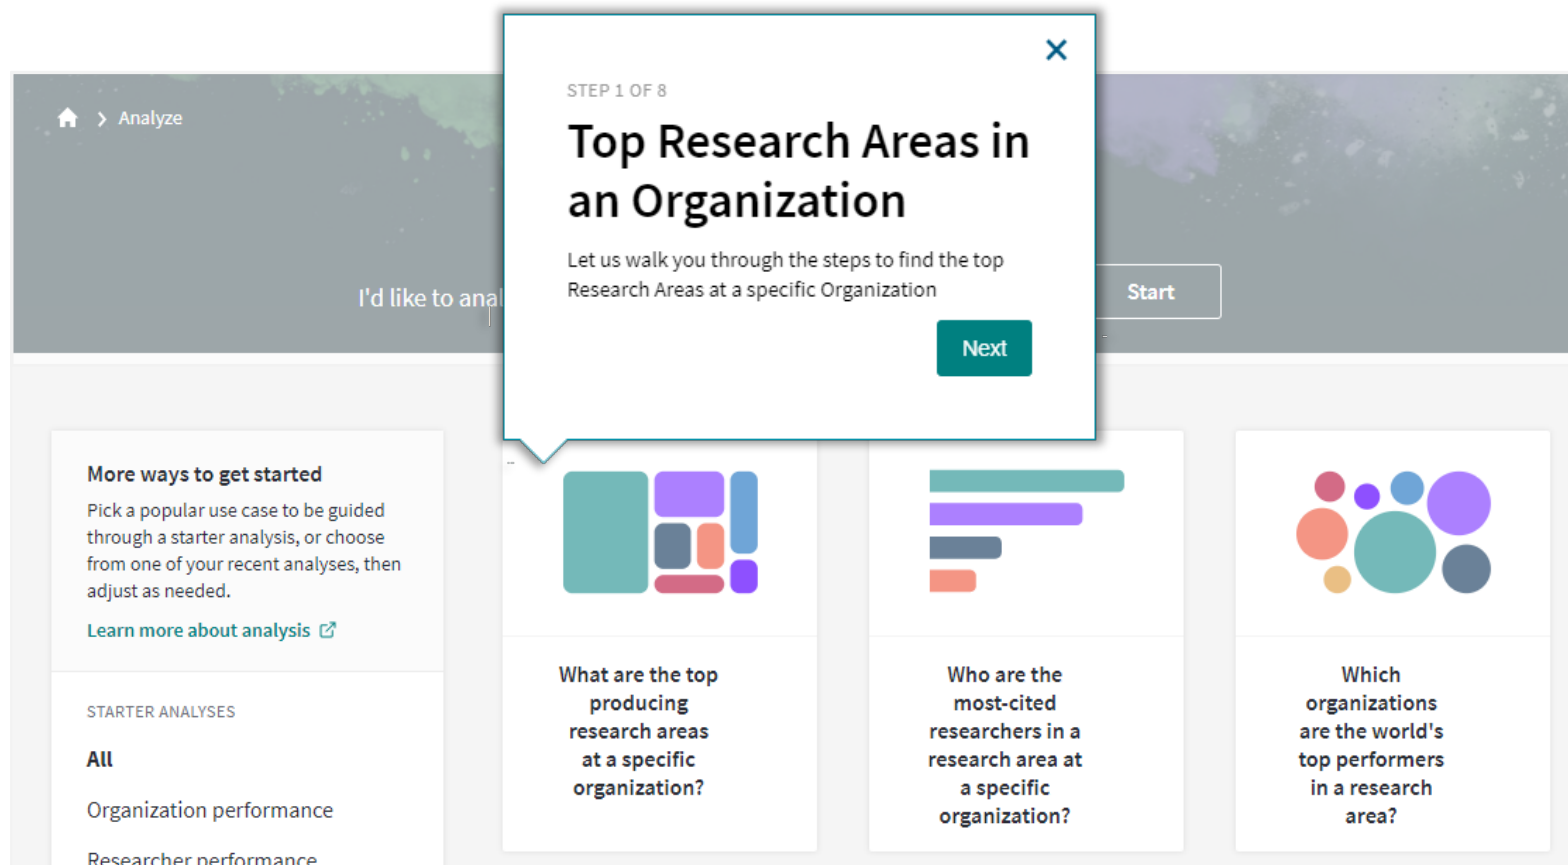 STEP 1 OF 8
Top Research Areas in
an Organization
Let us walk you through the steps to find the top
Research Areas at a specific Organization
Next
Analyze
I'd like to
Start
More ways to get started
Pick a popular use case to be guided
through a starter analysis, or choose
from one of your recent analyses, then
adjust as needed.
Learn more about analysis
STARTER ANALYSES
All
Organization performance
Researcher performance
What are the top
producing
research areas
at a specific
organization?
Who are the
most-cited
researchers in a
research area at
a specific
organization?
Which
organizations
are the world's
top performers
in a research
area?